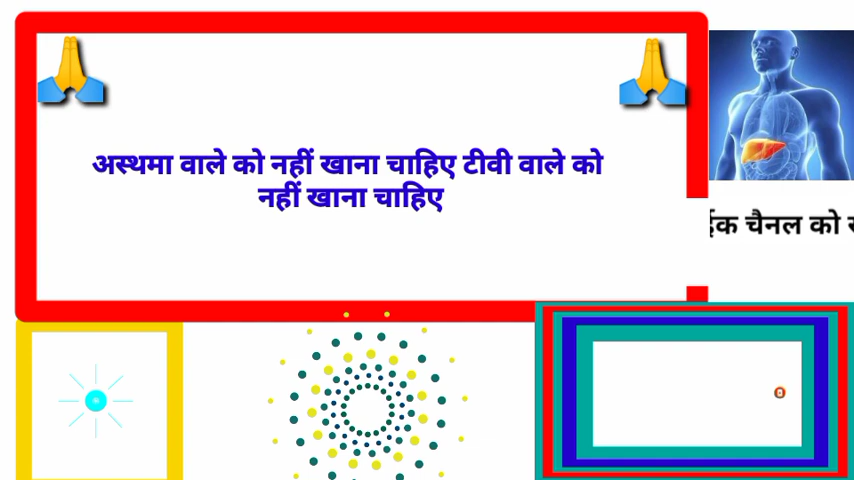 अस्थमा वाले को नहीं खाना चाहिए टीवी वाले को
नहीं खाना चाहिए
चैनल को